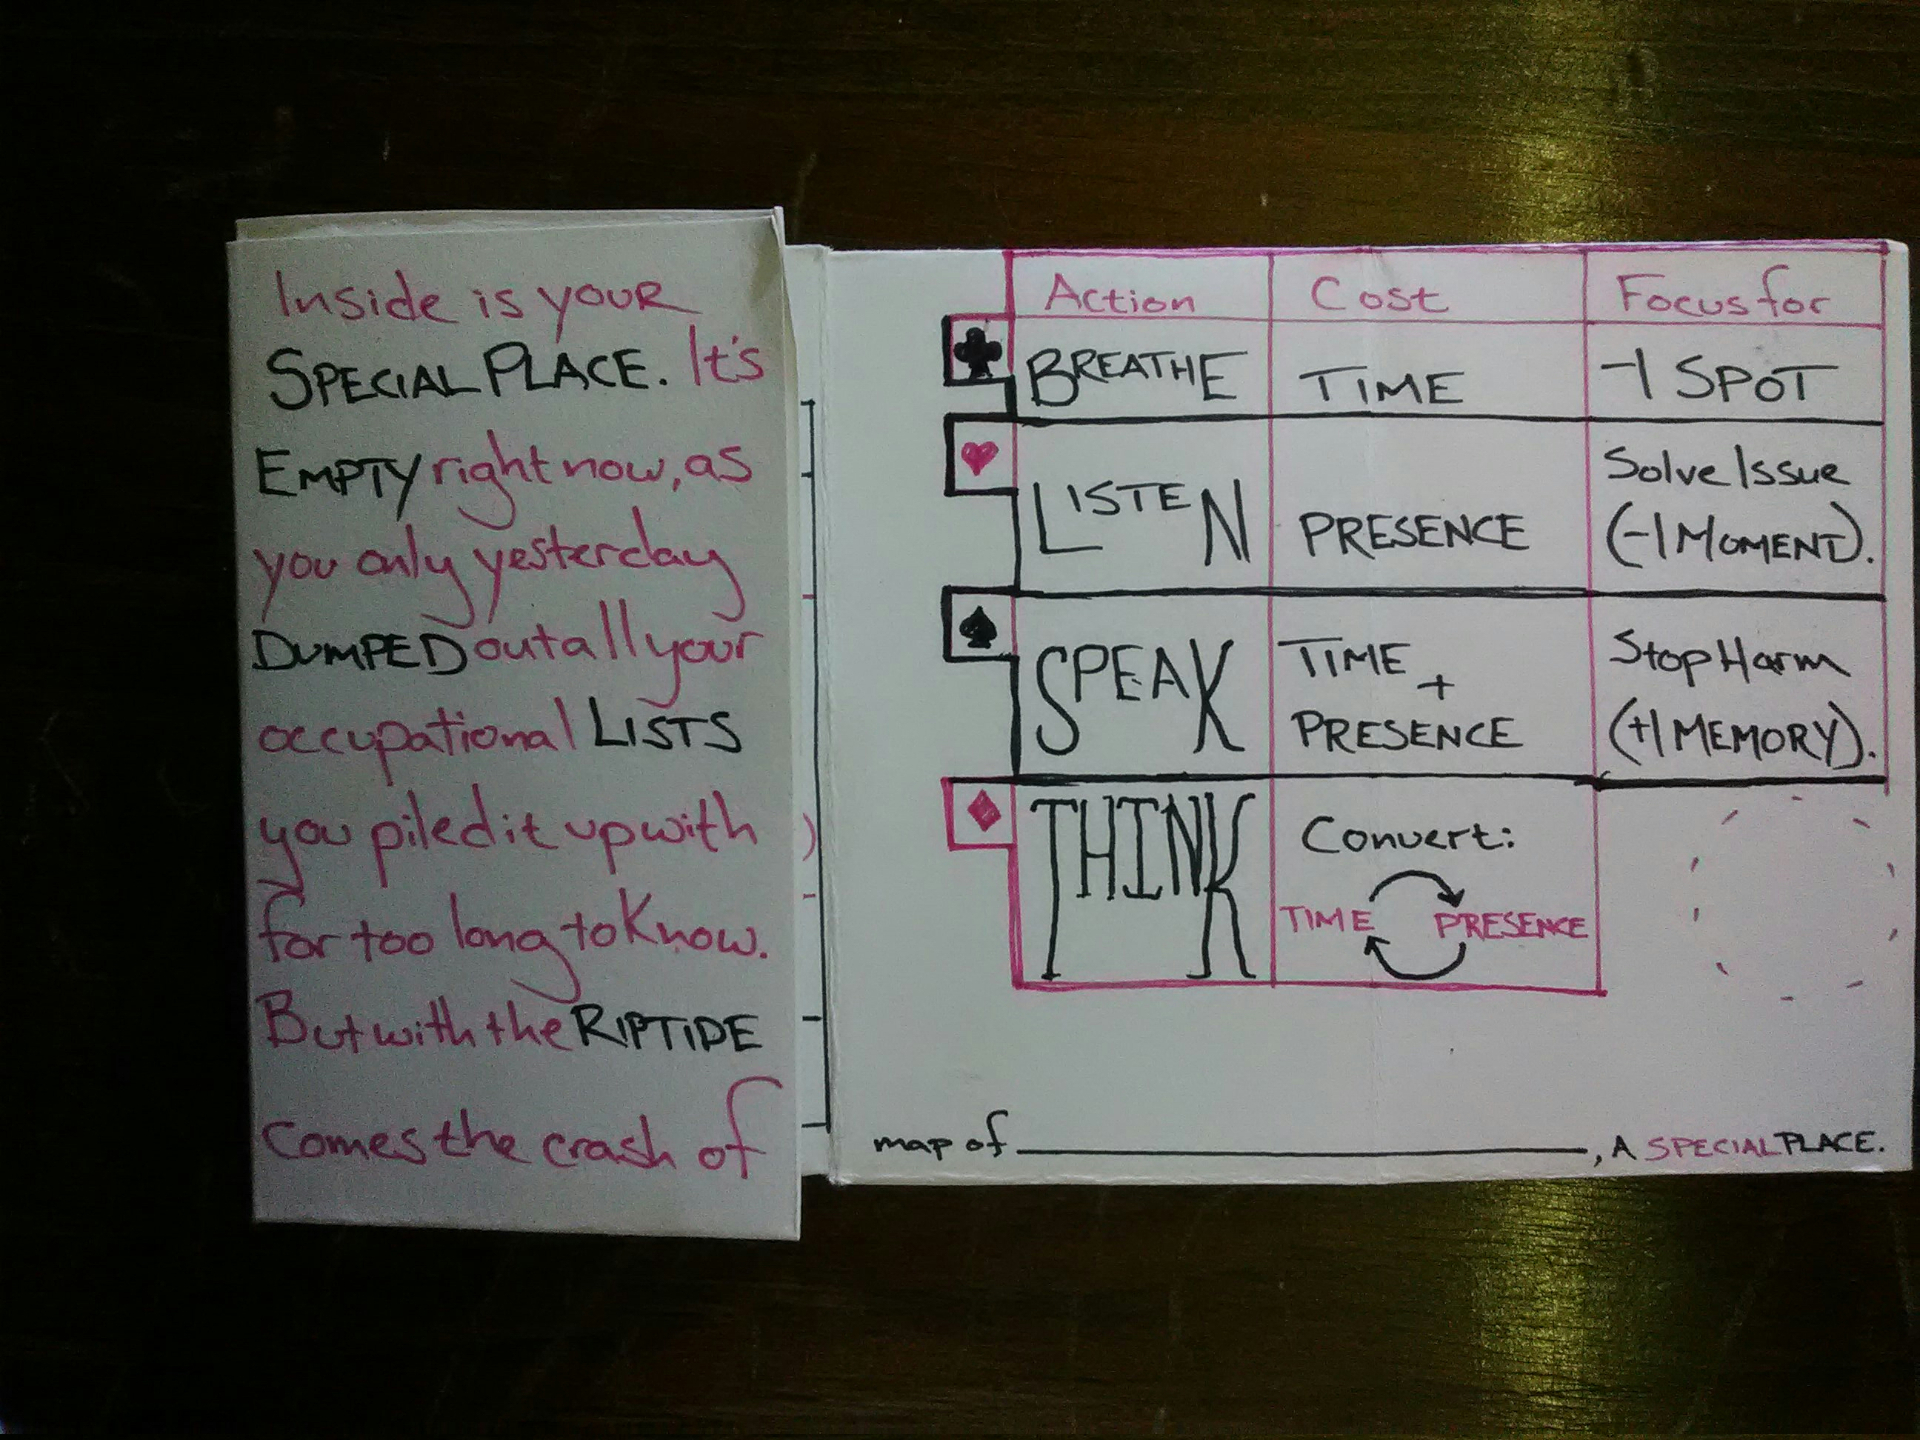 Inside is your
SPECIAL PLACE. It's
EMPTY right now, as
you only yesterday
DUMPED out all your
occupational LISTS
you piled it up with
for too long to know.
But with the RIPTIDE
comes the crash of
Action Cost Focus for
BREATHE TIME -1 SPOT
LISTEN PRESENCE Solve Issue
(-1 MOMENT).
SPEAK TIME + PRESENCE Stop Harm
(+1 MEMORY).
THINK Convert:
TIME PRESENCE
map of ____________, A SPECIAL PLACE.